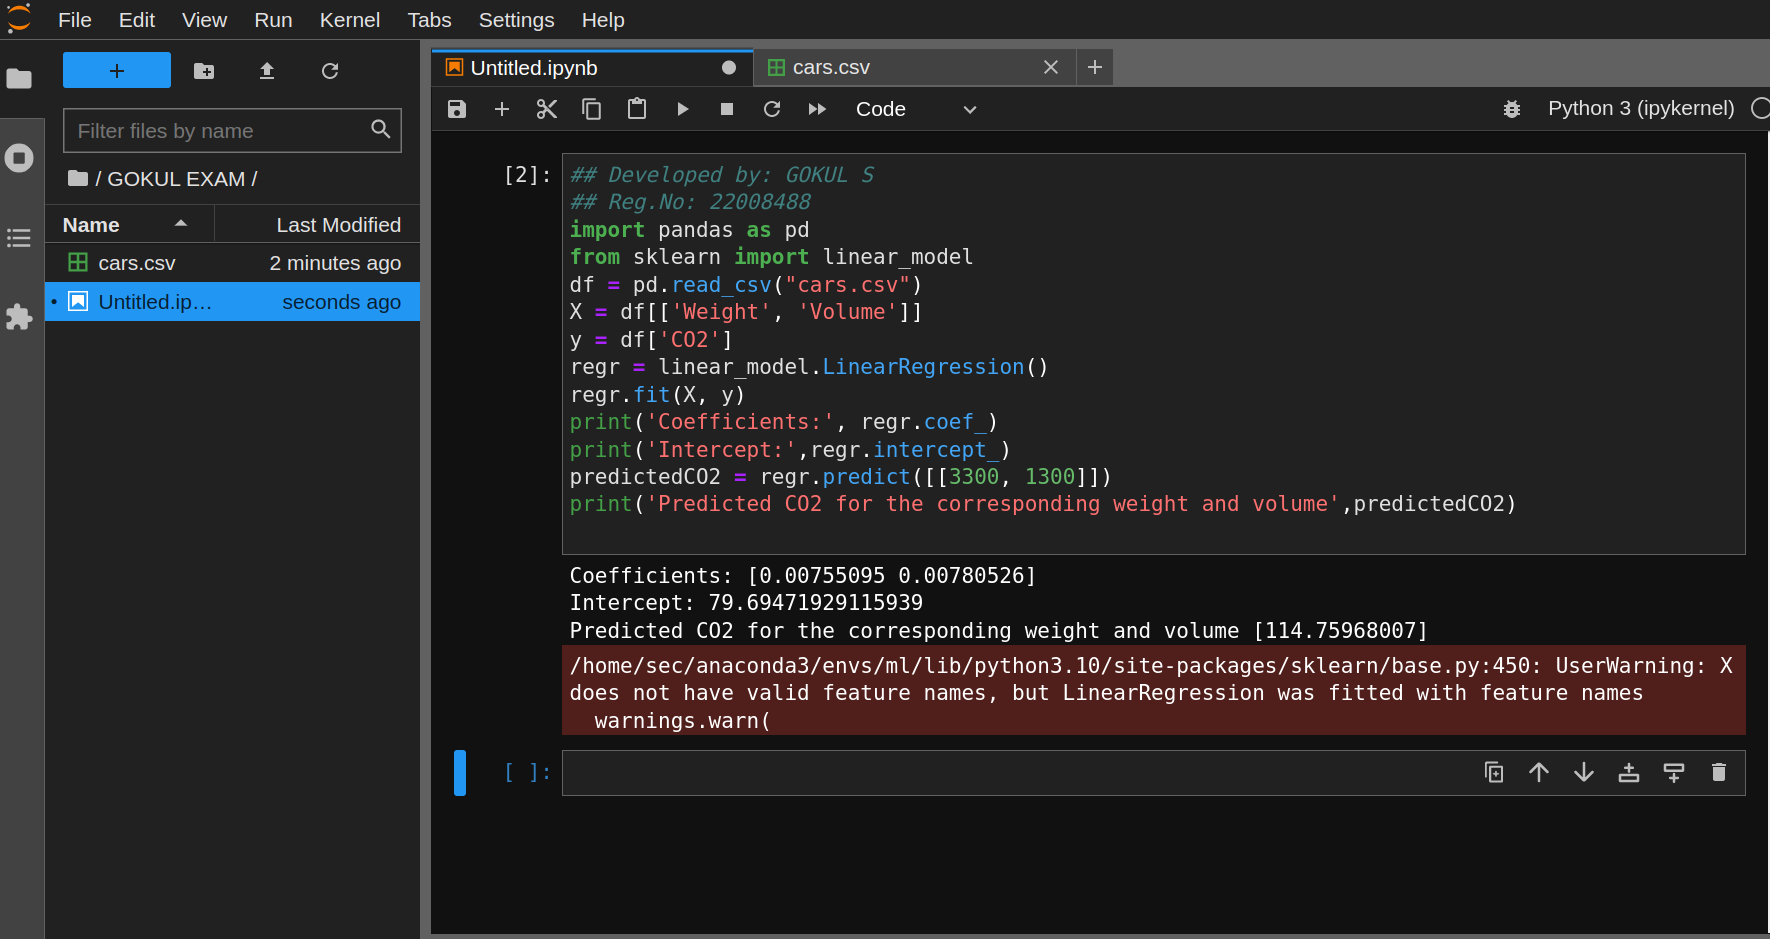 File Edit View Run Kernel Tabs Settings Help
Filter files by name
/ GOKUL EXAM /
Name Last Modified
cars.csv 2 minutes ago
• Untitled.ip… seconds ago
Untitled.ipynb cars.csv
Code Python 3 (ipykernel)
[2]:
## Developed by: GOKUL S
## Reg.No: 22008488
import pandas as pd
from sklearn import linear_model
df = pd.read_csv("cars.csv")
X = df[['Weight', 'Volume']]
y = df['CO2']
regr = linear_model.LinearRegression()
regr.fit(X, y)
print('Coefficients:', regr.coef_)
print('Intercept:',regr.intercept_)
predictedCO2 = regr.predict([[3300, 1300]])
print('Predicted CO2 for the corresponding weight and volume',predictedCO2)
Coefficients: [0.00755095 0.00780526]
Intercept: 79.69471929115939
Predicted CO2 for the corresponding weight and volume [114.75968007]
/home/sec/anaconda3/envs/ml/lib/python3.10/site-packages/sklearn/base.py:450: UserWarning: X
does not have valid feature names, but LinearRegression was fitted with feature names
  warnings.warn(
[ ]: